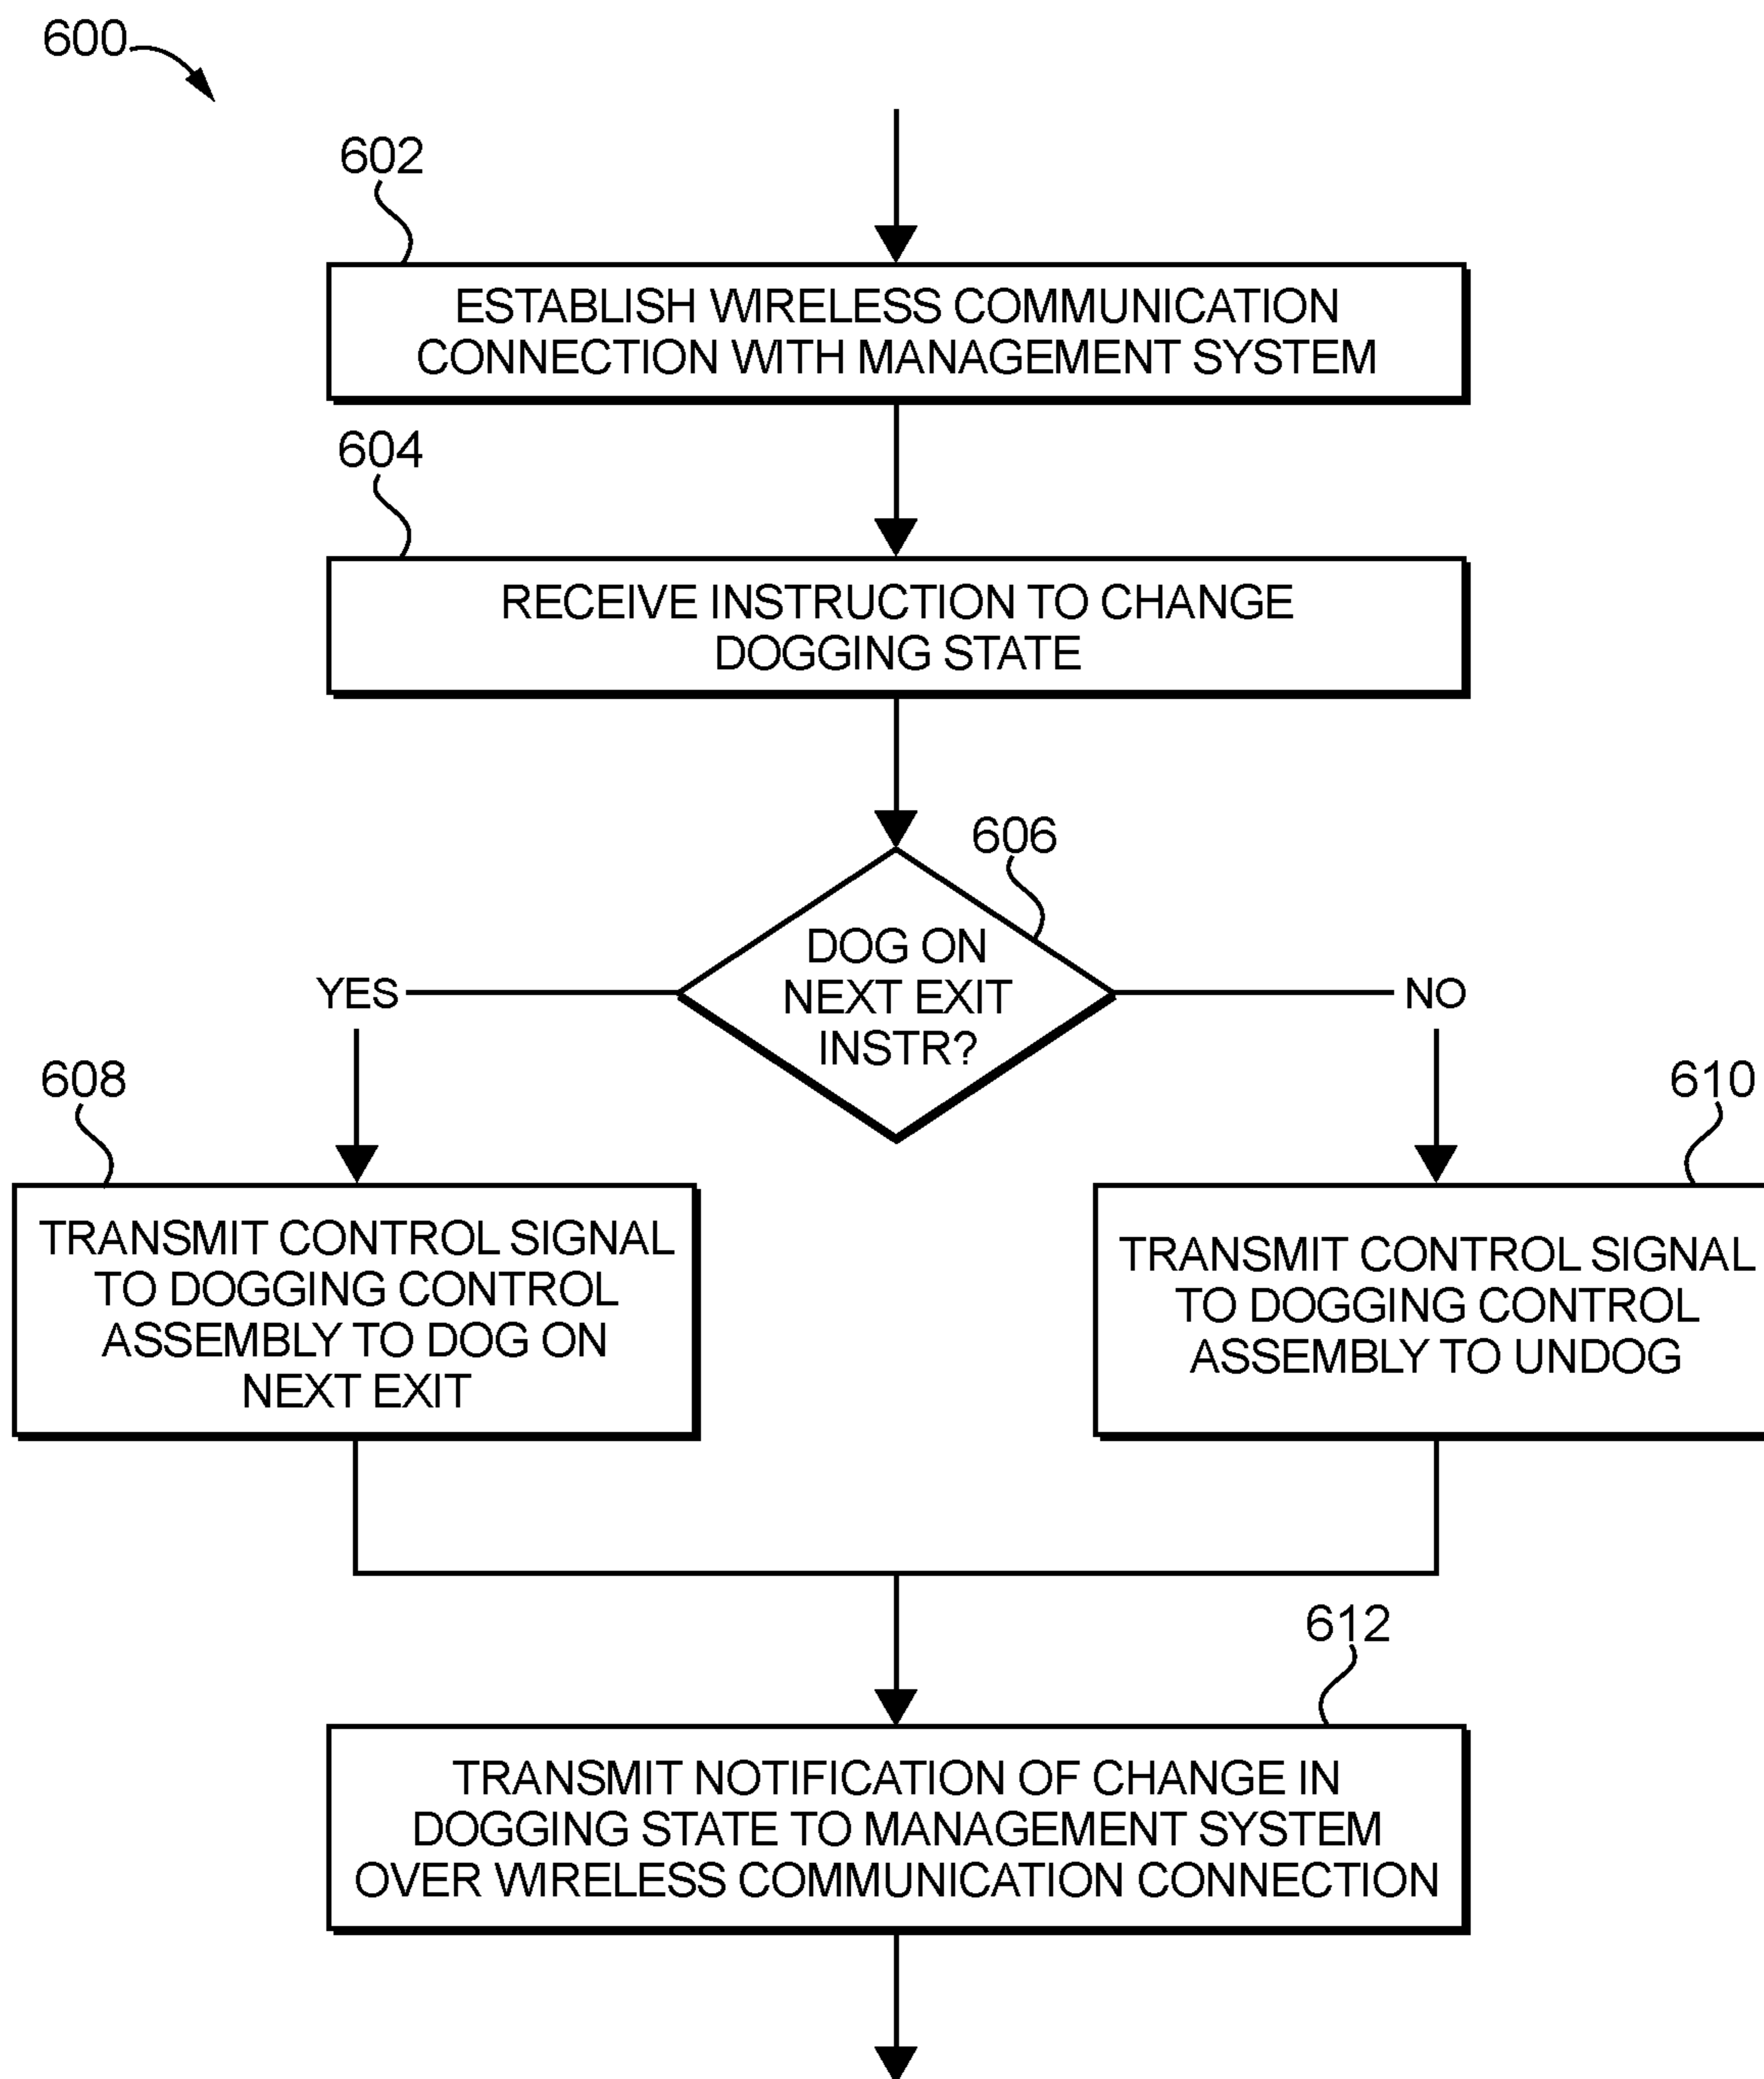 600
602
ESTABLISH WIRELESS COMMUNICATION
CONNECTION WITH MANAGEMENT SYSTEM
604
RECEIVE INSTRUCTION TO CHANGE
DOGGING STATE
606
DOG ON
NEXT EXIT
INSTR?
YES
NO
608
TRANSMIT CONTROL SIGNAL
TO DOGGING CONTROL
ASSEMBLY TO DOG ON
NEXT EXIT
610
TRANSMIT CONTROL SIGNAL
TO DOGGING CONTROL
ASSEMBLY TO UNDOG
612
TRANSMIT NOTIFICATION OF CHANGE IN
DOGGING STATE TO MANAGEMENT SYSTEM
OVER WIRELESS COMMUNICATION CONNECTION